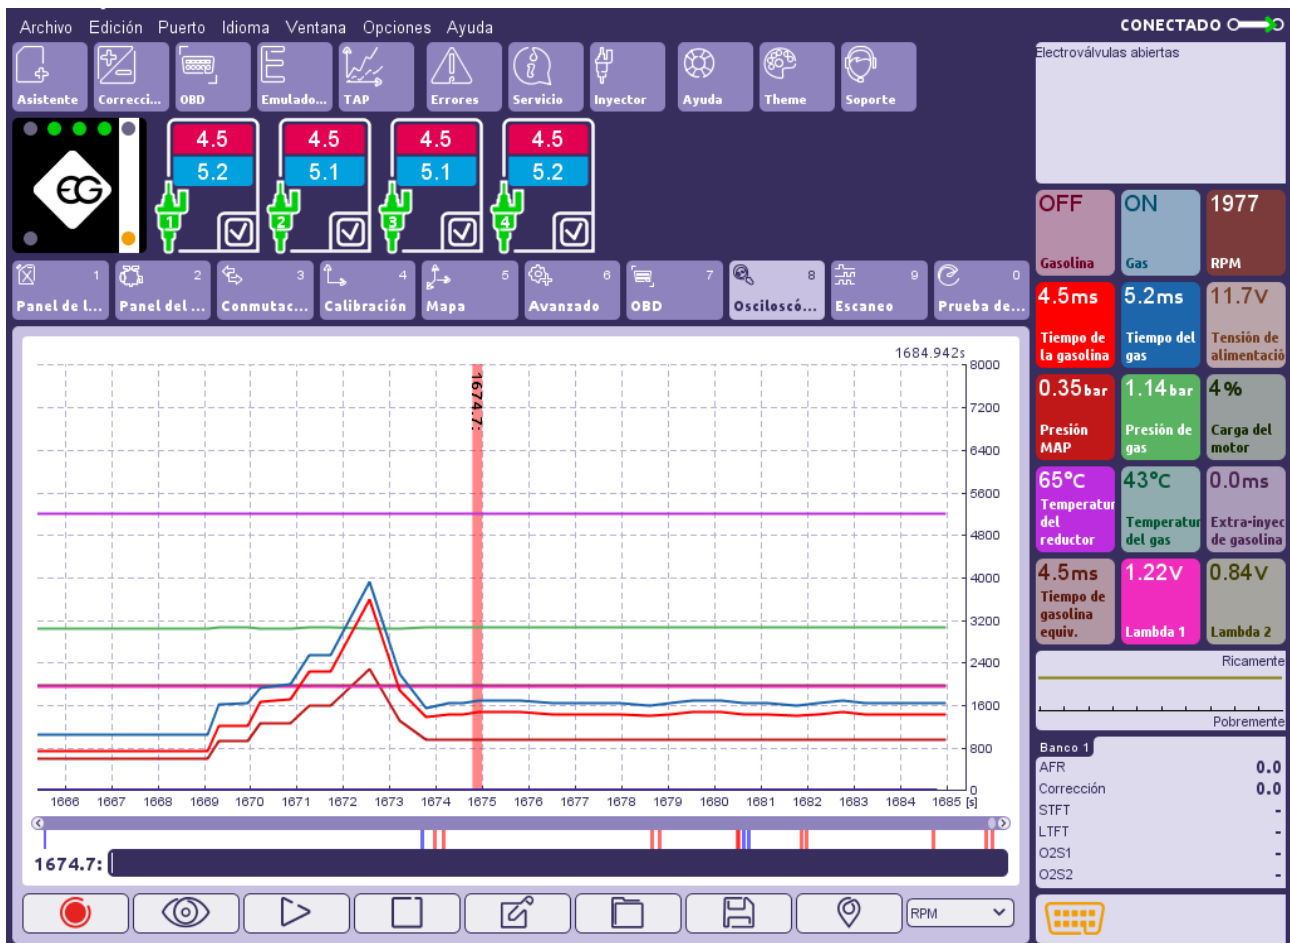 Archivo Edición Puerto Idioma Ventana Opciones Ayuda
CONECTADO
Asistente Correcci... OBD Emulado... TAP Errores Servicio Inyector Ayuda Theme Soporte
Electroválvulas abiertas
EG
4.5 4.5 4.5 4.5
5.2 5.1 5.1 5.2
1 2 3 4
1 2 3 4 5 6 7 8 9 0
Panel de l... Panel del ... Conmutac... Calibración Mapa Avanzado OBD Osciloscó... Escaneo Prueba de...
OFF ON 1977
Gasolina Gas RPM
4.5ms 5.2ms 11.7V
Tiempo de la gasolina
Tiempo del gas
Tensión de alimentació
0.35bar 1.14bar 4%
Presión MAP
Presión de gas
Carga del motor
65°C 43°C 0.0ms
Temperatur del reductor
Temperatur del gas
Extra-inyec de gasolina
4.5ms 1.22V 0.84V
Tiempo de gasolina equiv.
Lambda 1
Lambda 2
Ricamente
Pobremente
Banco 1
AFR 0.0
Corrección 0.0
STFT -
LTFT -
O2S1 -
O2S2 -
1684.942s
1674.7:
8000
7200
6400
5600
4800
4000
3200
2400
1600
800
0
1666 1667 1668 1669 1670 1671 1672 1673 1674 1675 1676 1677 1678 1679 1680 1681 1682 1683 1684 1685 [s]
1674.7:
RPM